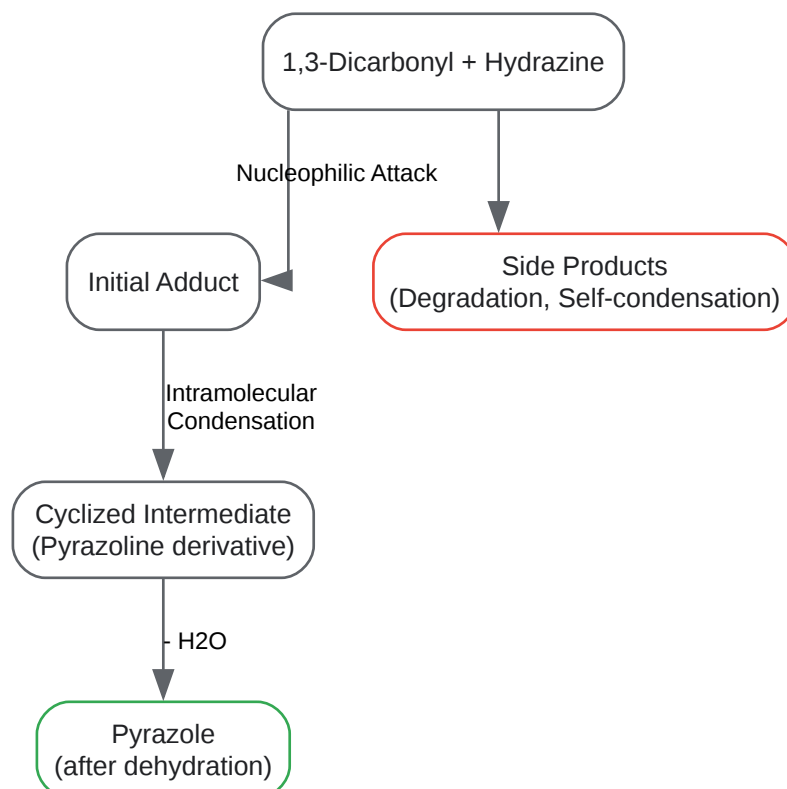 1,3-Dicarbonyl + Hydrazine
Nucleophilic Attack
Initial Adduct
Side Products
(Degradation, Self-condensation)
Intramolecular
Condensation
Cyclized Intermediate
(Pyrazoline derivative)
- H2O
Pyrazole
(after dehydration)